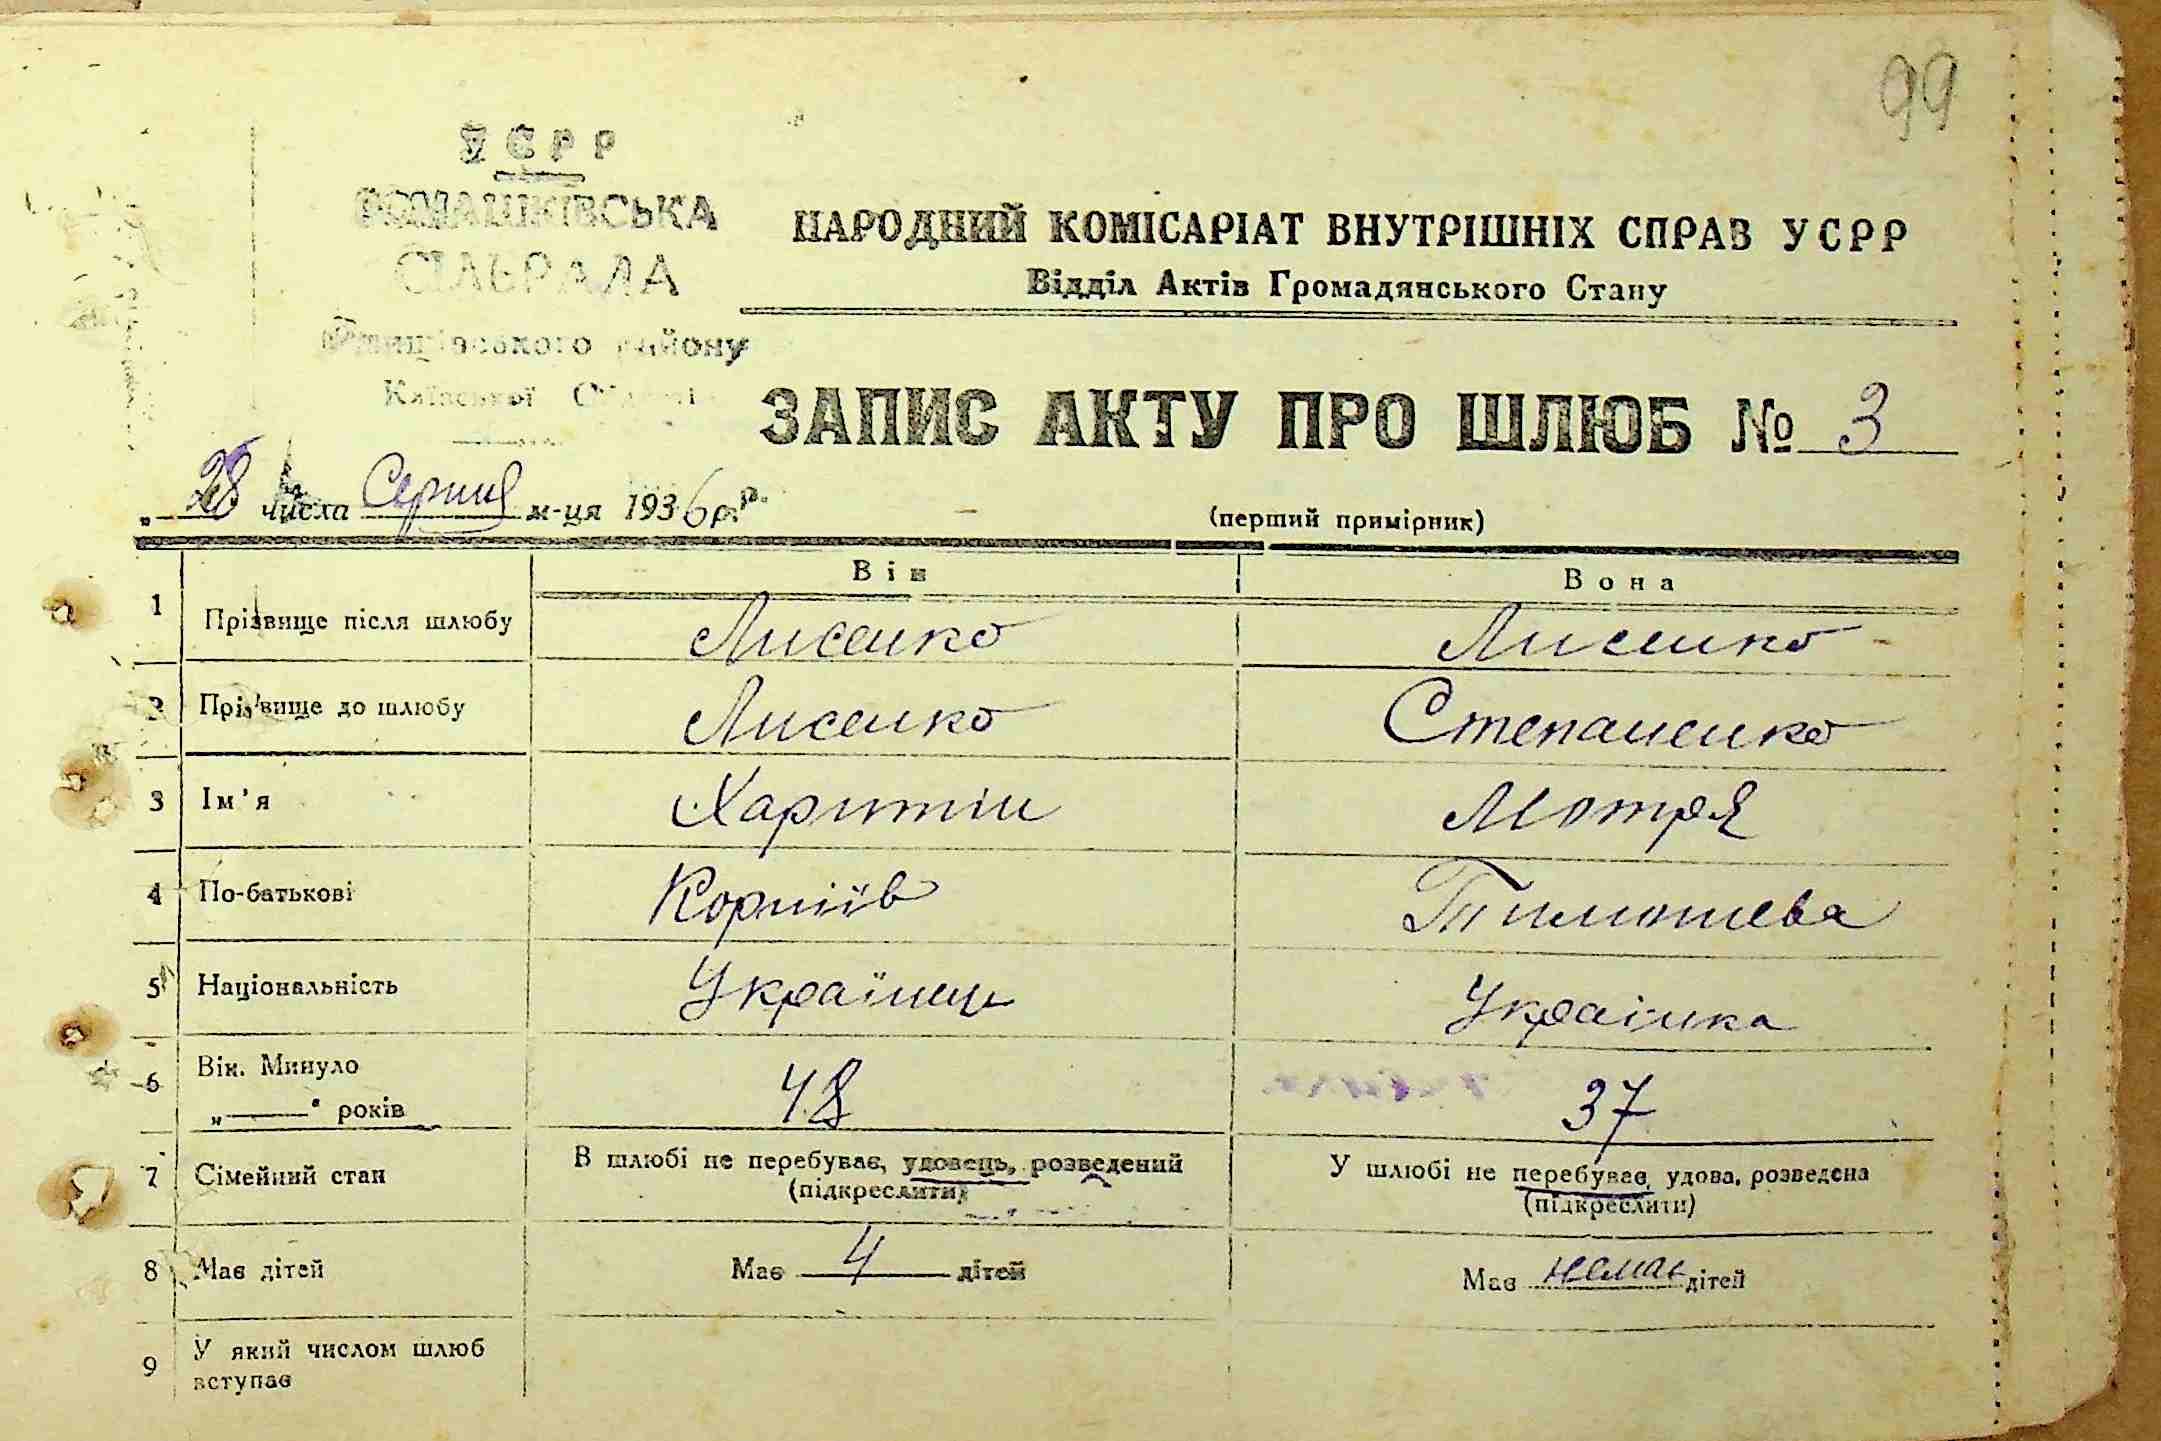 99
УСРР
РОМАШКІВСЬКА
СІЛЬРАДА
району
Київської
НАРОДНИЙ КОМІСАРІАТ ВНУТРІШНІХ СПРАВ УСРР
Відділ Актів Громадянського Стану
ЗАПИС АКТУ ПРО ШЛЮБ № 3
„28 числа Серпня м-ця 1936 р.
(перший примірник)
Він Вона
1 Прізвище після шлюбу Лисенко Лисенко
2 Прізвище до шлюбу Лисенко Степаненко
3 Ім'я Харитін Мотря
4 По-батькові Корніїв Тимошева
5 Національність Українець Українка
6 Вік. Минуло 48 37
„——" років
7 Сімейний стан В шлюбі не перебуває, удовець, розведений У шлюбі не перебуває, удова, розведена
(підкреслити) (підкреслити)
8 Має дітей Має 4 дітей Має немає дітей
9 У який числом шлюб
вступає